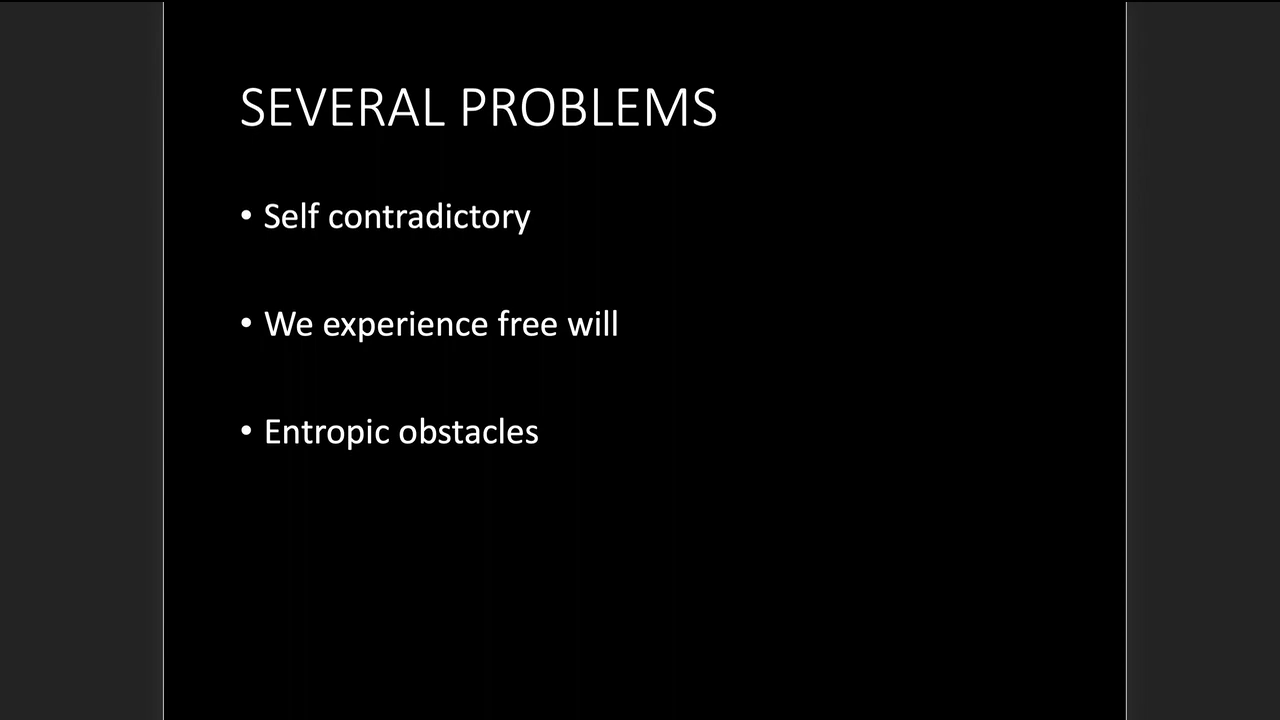 SEVERAL PROBLEMS
• Self contradictory
• We experience free will
• Entropic obstacles